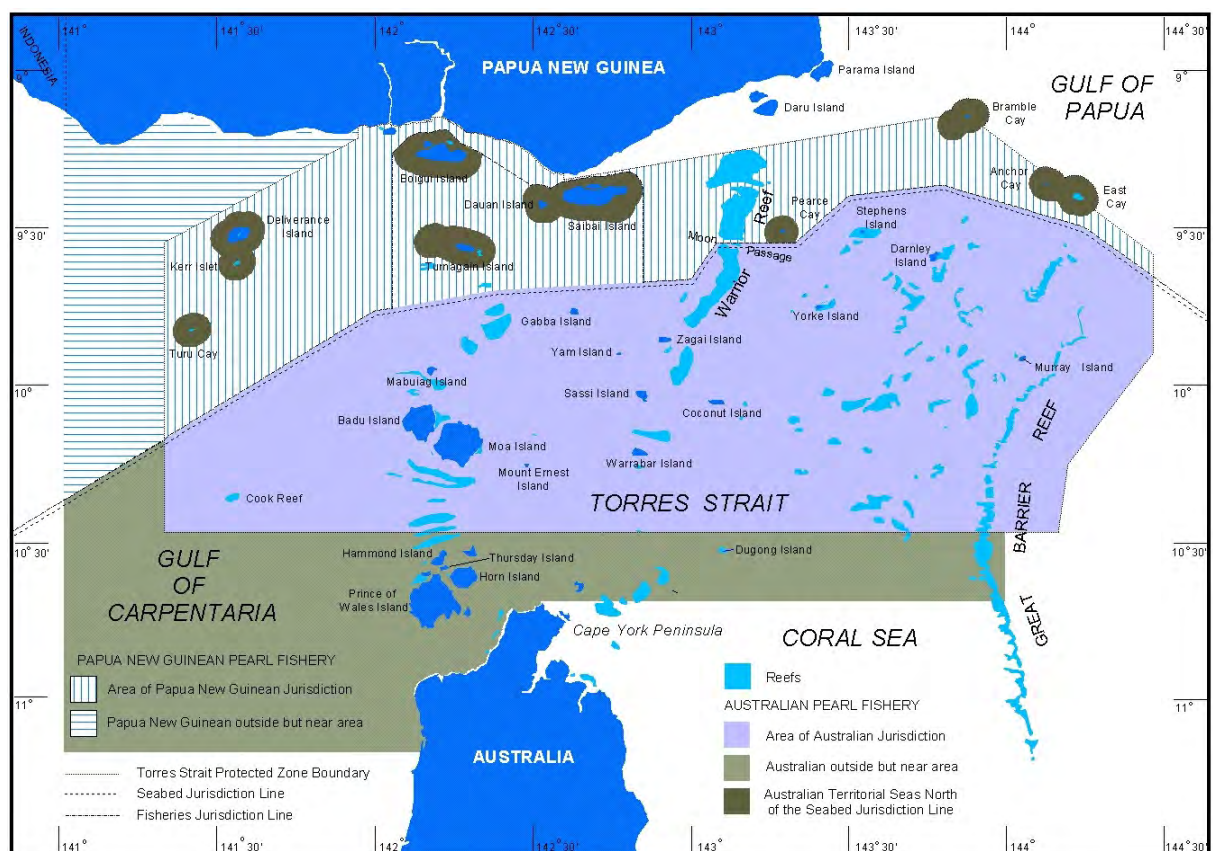 141° 141° 30' 142° 142° 30' 143° 143° 30' 144° 144° 30'
INDONESIA
PAPUA NEW GUINEA
Parama Island
9°
9°
GULF OF
PAPUA
Daru Island
Bramble
Cay
Boigul Island
Anchor
Cay
East
Cay
Dauan Island
Saibai Island
Reef
Pearce
Cay
Deliverance
Island
Stephens
Island
9° 30'
9° 30'
Moon
Passage
Darnley
Island
Kerr Islet
Turnagain Island
Warrior
Gabba Island
Yorke Island
Turu Cay
Yam Island
Zagai Island
Murray Island
10°
10°
Mabuiag Island
Sassi Island
Coconut Island
Badu Island
REEF
Moa Island
Mount Ernest
Island
Warrabar Island
Cook Reef
TORRES STRAIT
BARRIER
10° 30'
10° 30'
GULF
OF
CARPENTARIA
Hammond Island
Thursday Island
Horn Island
Dugong Island
Prince of
Wales Island
GREAT
Cape York Peninsula
CORAL SEA
PAPUA NEW GUINEAN PEARL FISHERY
Area of Papua New Guinean Jurisdiction
Papua New Guinean outside but near area
Reefs
AUSTRALIAN PEARL FISHERY
11°
11°
Area of Australian Jurisdiction
AUSTRALIA
Australian outside but near area
Torres Strait Protected Zone Boundary
Seabed Jurisdiction Line
Fisheries Jurisdiction Line
Australian Territorial Seas North
of the Seabed Jurisdiction Line
141° 141° 30' 142° 142° 30' 143° 143° 30' 144° 144° 30'